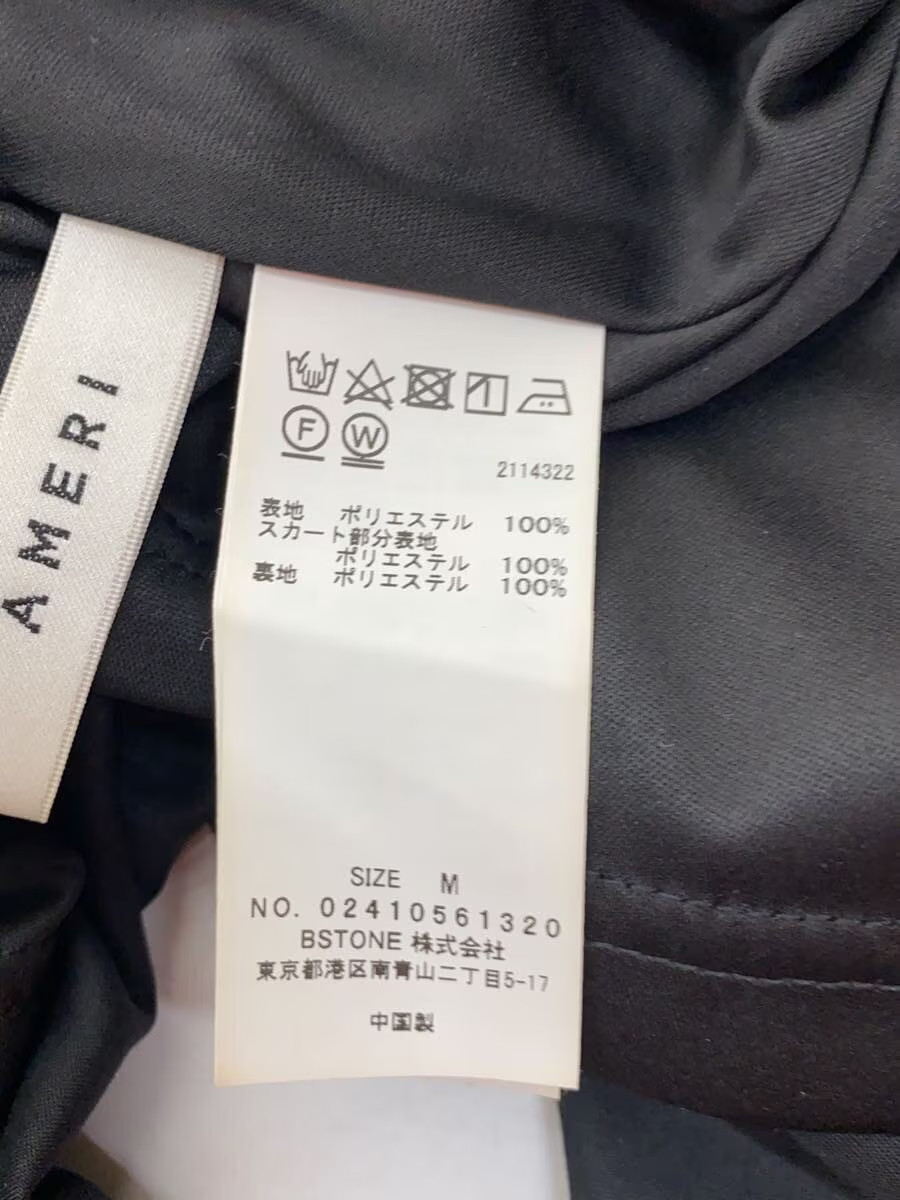 AMERI
F W
2114322
表地 ポリエステル 100%
スカート部分表地
ポリエステル 100%
裏地 ポリエステル 100%
SIZE M
NO. 02410561320
BSTONE 株式会社
東京都港区南青山二丁目5-17
中国製